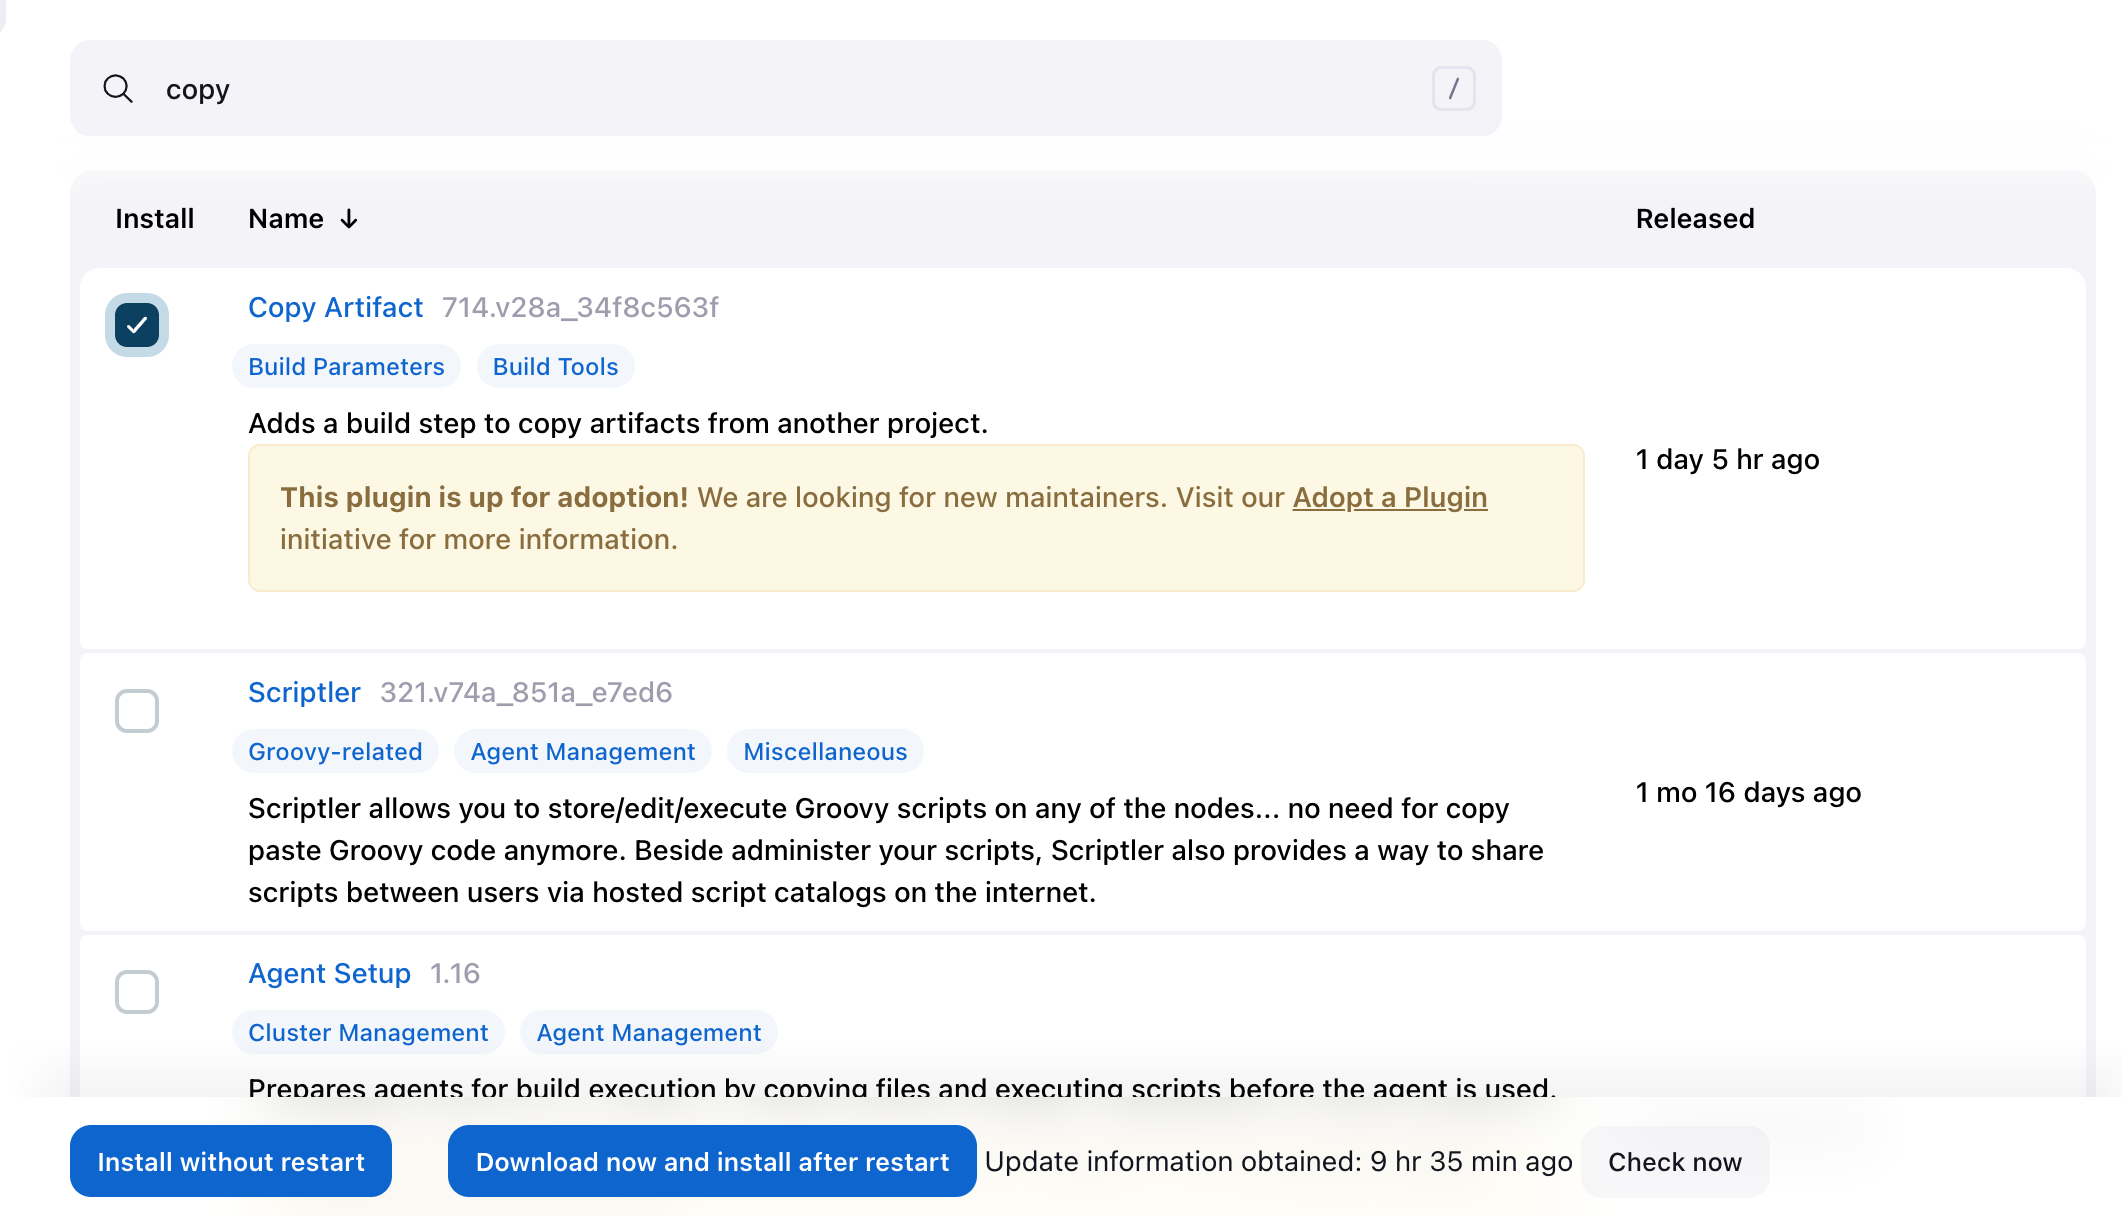 copy /
Install Name ↓ Released
Copy Artifact 714.v28a_34f8c563f
Build Parameters Build Tools
Adds a build step to copy artifacts from another project.
This plugin is up for adoption! We are looking for new maintainers. Visit our Adopt a Plugin
initiative for more information.
1 day 5 hr ago
Scriptler 321.v74a_851a_e7ed6
Groovy-related Agent Management Miscellaneous
Scriptler allows you to store/edit/execute Groovy scripts on any of the nodes... no need for copy
paste Groovy code anymore. Beside administer your scripts, Scriptler also provides a way to share
scripts between users via hosted script catalogs on the internet.
1 mo 16 days ago
Agent Setup 1.16
Cluster Management Agent Management
Prepares agents for build execution by copying files and executing scripts before the agent is used.
Install without restart Download now and install after restart Update information obtained: 9 hr 35 min ago Check now